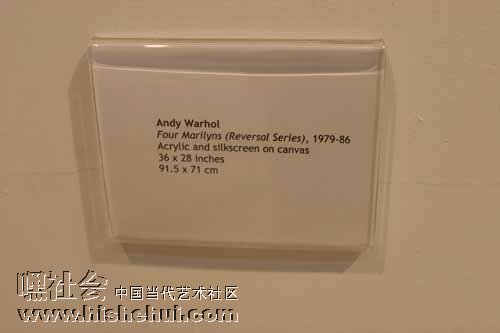 Andy Warhol
Four Marilyns (Reversal Series), 1979-86
Acrylic and silkscreen on canvas
36 x 28 inches
91.5 x 71 cm
嘿社会 中国当代艺术社区
www.hishehui.com